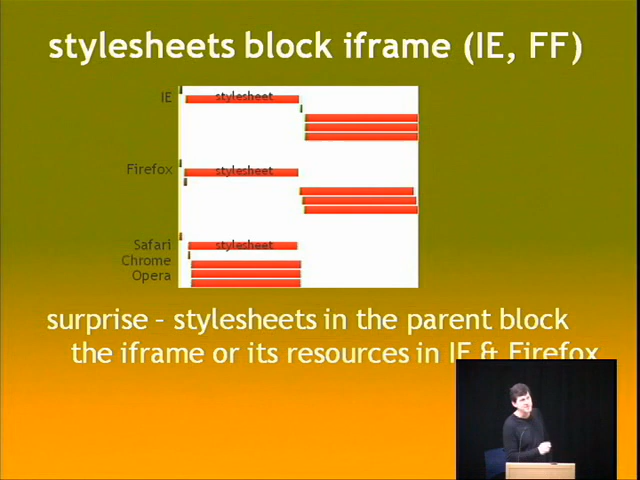 stylesheets block iframe (IE, FF)
IE
stylesheet
Firefox
stylesheet
Safari
stylesheet
Chrome
Opera
surprise – stylesheets in the parent block
the iframe or its resources in IE & Firefox